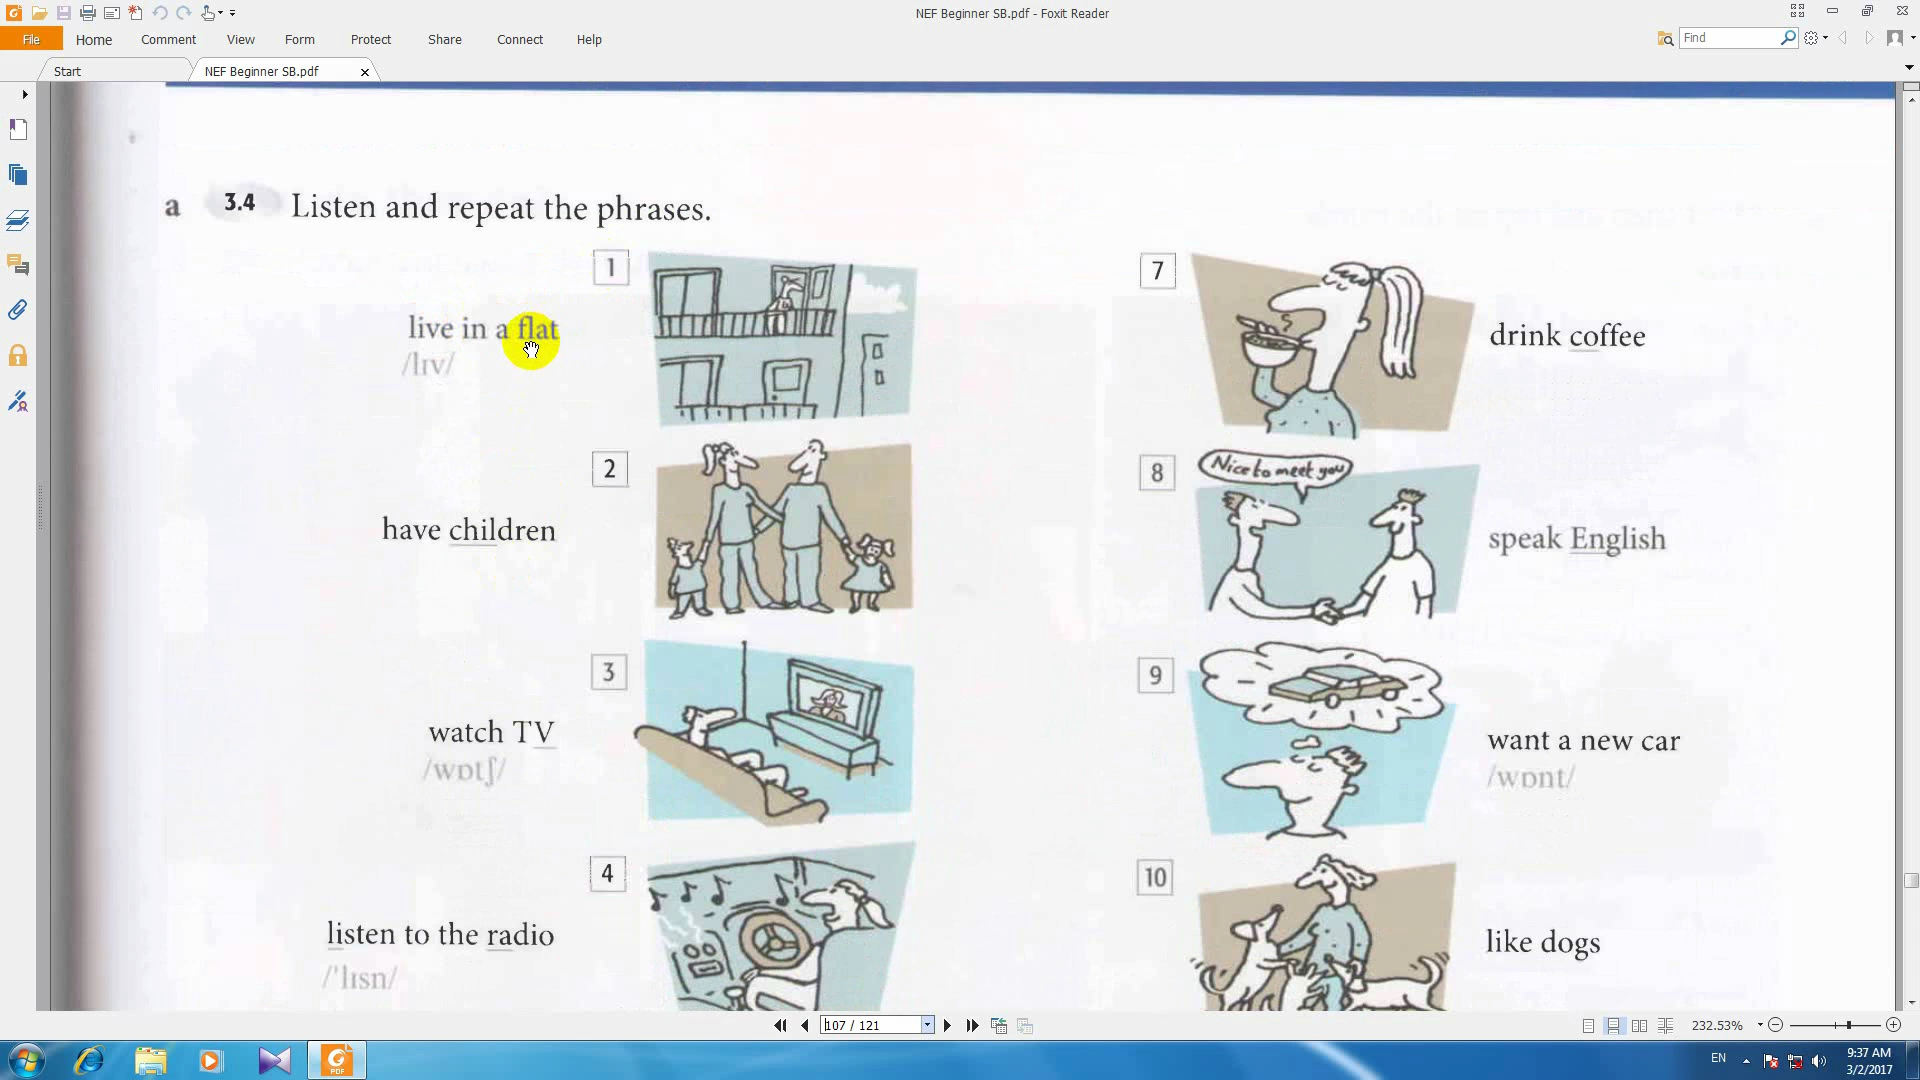 NEF Beginner SB.pdf - Foxit Reader
File Home Comment View Form Protect Share Connect Help
Find
Start
NEF Beginner SB.pdf
a 3.4 Listen and repeat the phrases.
1
live in a flat
/lɪv/
2
have children
3
watch TV
/wɒtʃ/
4
listen to the radio
/ˈlɪsn/
7
drink coffee
8
Nice to meet you
speak English
9
want a new car
/wɒnt/
10
like dogs
107 / 121
232.53%
EN
9:37 AM
3/2/2017